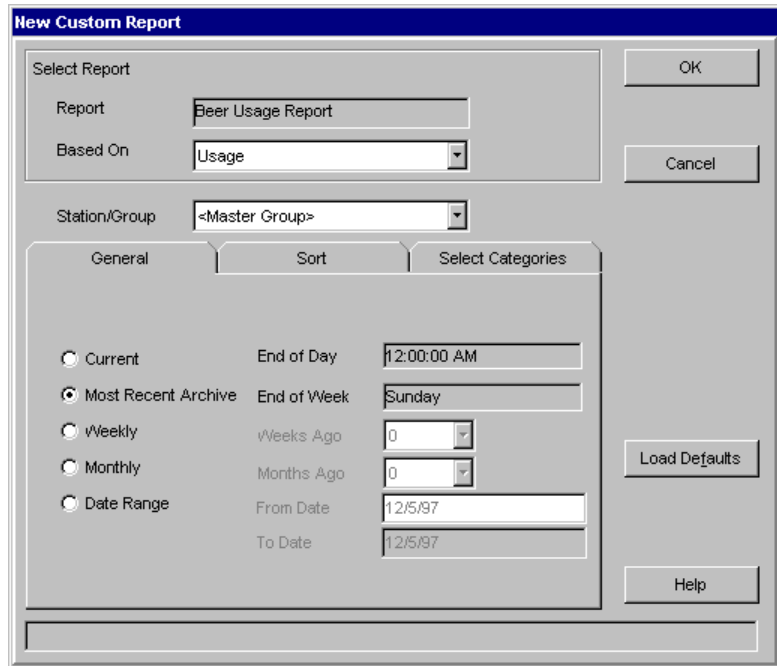 New Custom Report
Select Report
OK
Report Beer Usage Report
Based On Usage
Cancel
Station/Group <Master Group>
General Sort Select Categories
Current End of Day 12:00:00 AM
Most Recent Archive End of Week Sunday
Weekly Weeks Ago 0
Monthly Months Ago 0
Load Defaults
Date Range From Date 12/5/97
To Date 12/5/97
Help